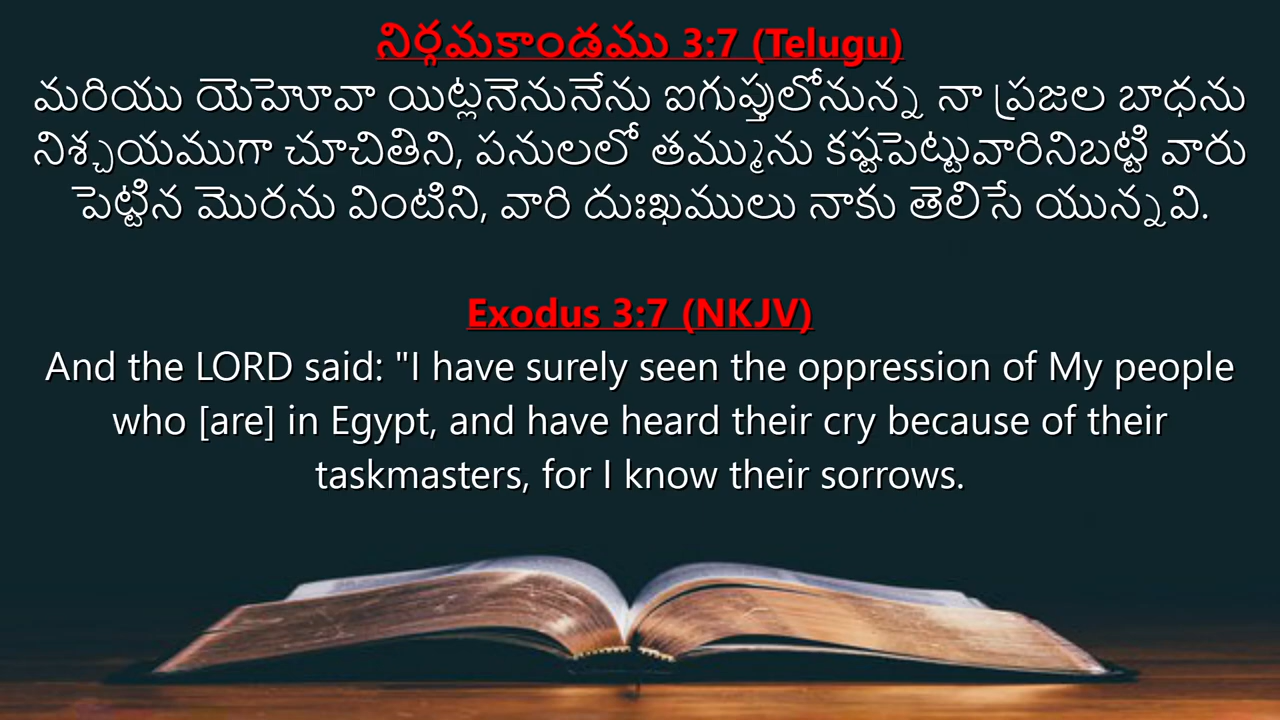 నిర్గమకాండము 3:7 (Telugu)
మరియు యెహెూవా యిట్లనెనునేను ఐగుప్తులోనున్న నా ప్రజల బాధను
నిశ్చయముగా చూచితిని, పనులలో తమ్మును కష్టపెట్టువారినిబట్టి వారు
పెట్టిన మొరను వింటిని, వారి దుఃఖములు నాకు తెలిసే యున్నవి.
Exodus 3:7 (NKJV)
And the LORD said: "I have surely seen the oppression of My people
who [are] in Egypt, and have heard their cry because of their
taskmasters, for I know their sorrows.